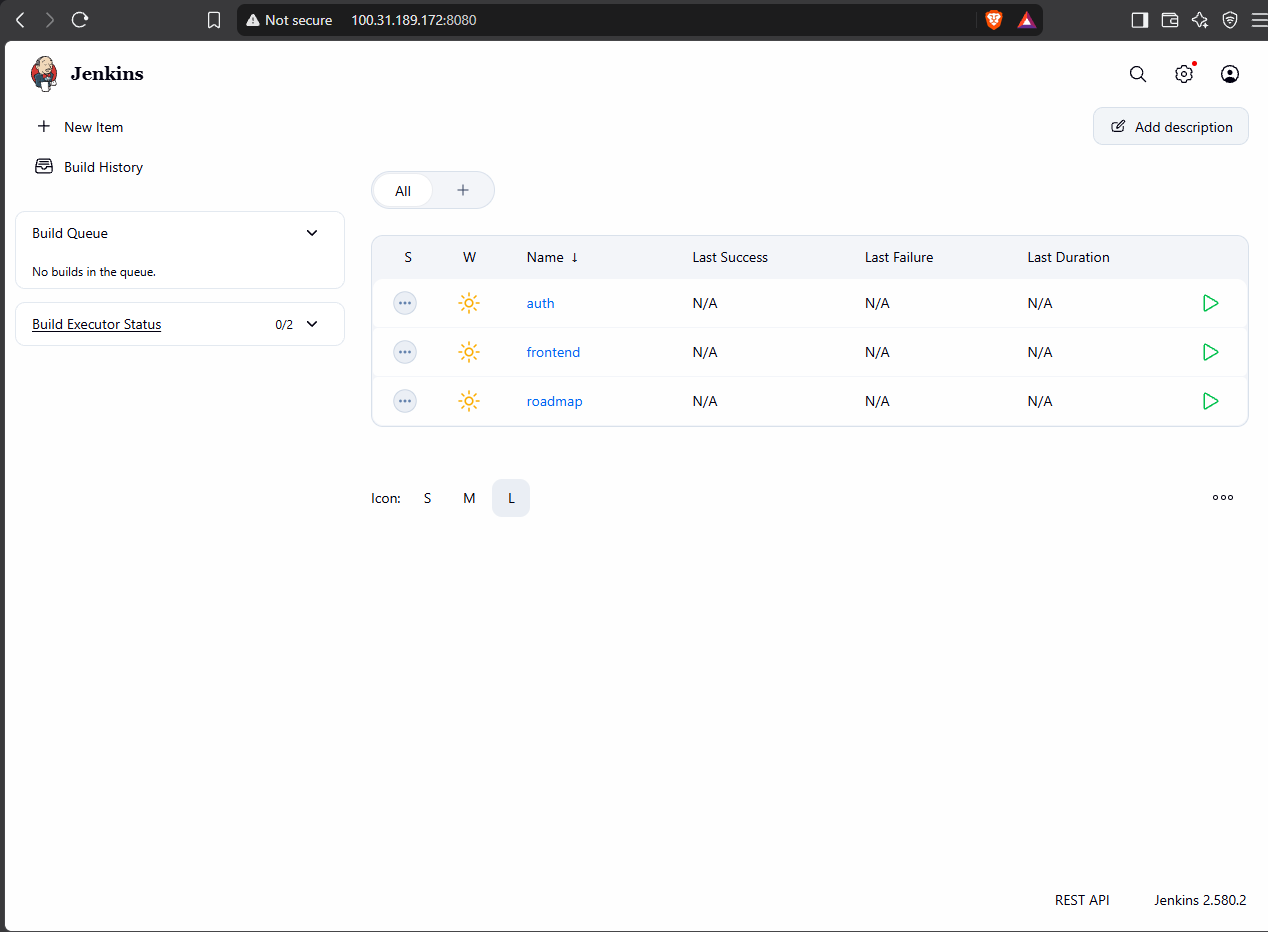 Not secure 100.31.189.172:8080
Jenkins
New Item
Add description
Build History
All
Build Queue
No builds in the queue.
Build Executor Status 0/2
S W Name ↓ Last Success Last Failure Last Duration
auth N/A N/A N/A
frontend N/A N/A N/A
roadmap N/A N/A N/A
Icon: S M L
REST API Jenkins 2.580.2